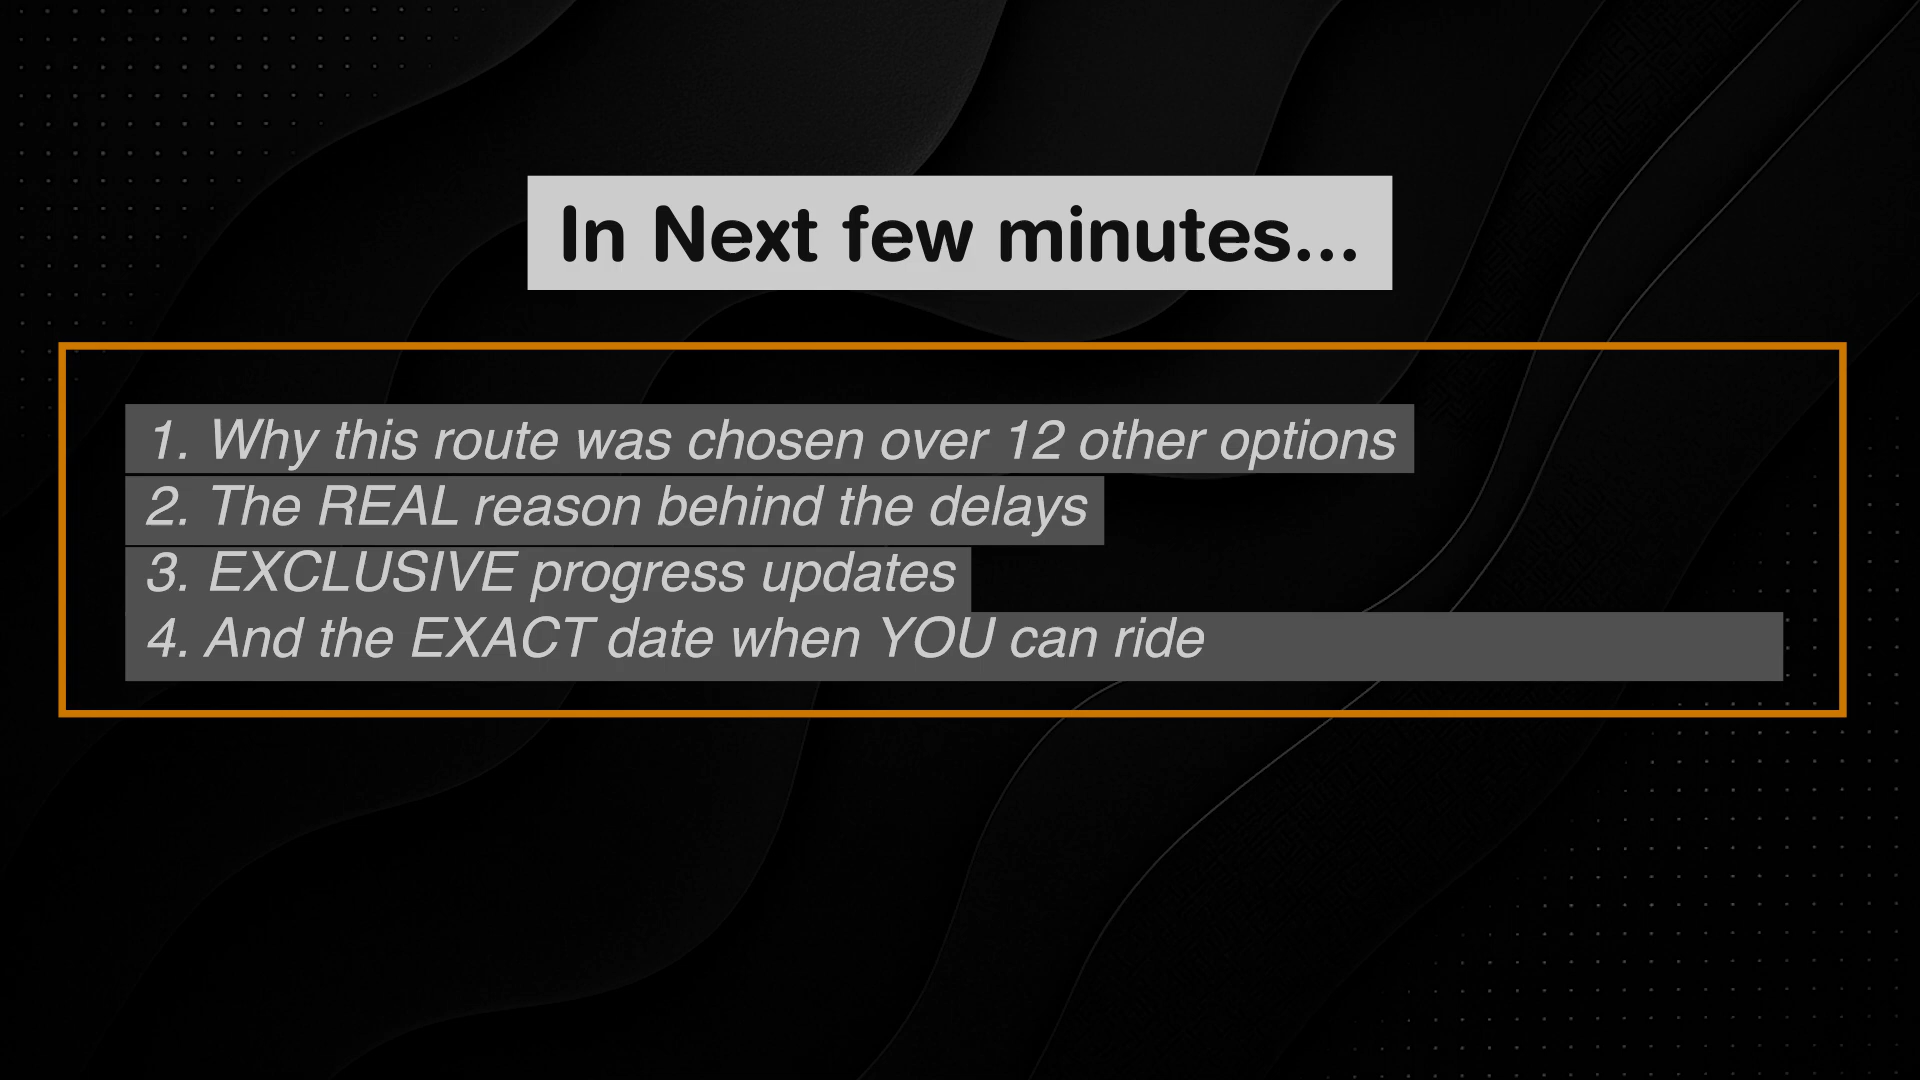 In Next few minutes...
1. Why this route was chosen over 12 other options
2. The REAL reason behind the delays
3. EXCLUSIVE progress updates
4. And the EXACT date when YOU can ride